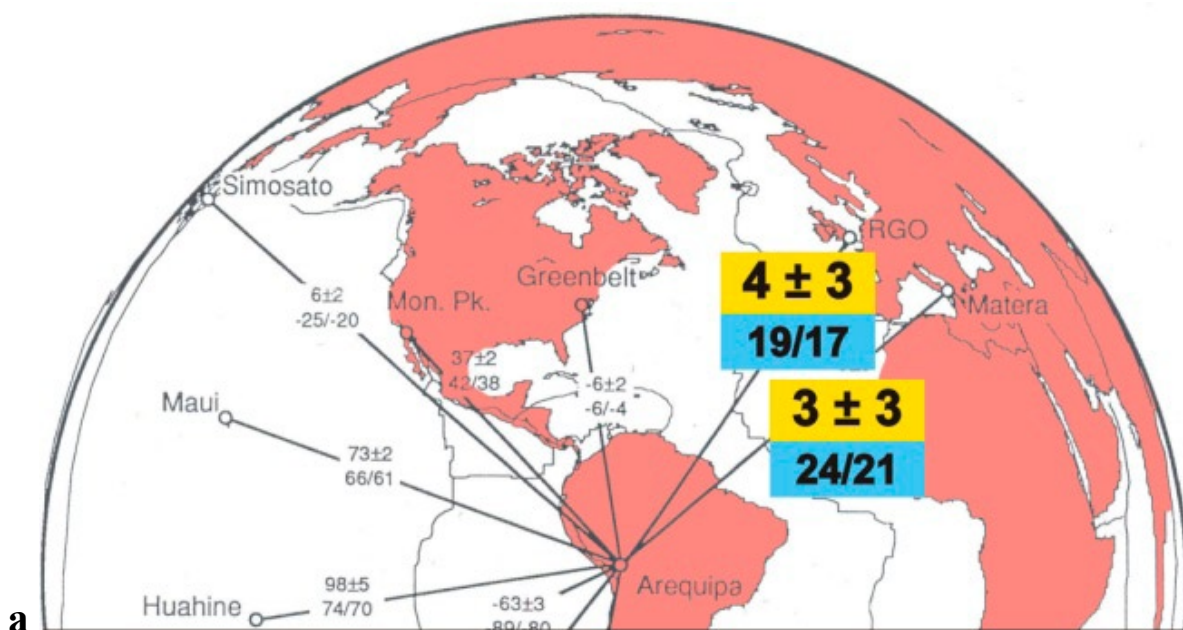 Simosato
RGO
Greenbelt
4 ± 3
19/17
Matera
6±2
-25/-20
Mon. Pk.
37±2
42/38
-6±2
-6/-4
3 ± 3
24/21
Maui
73±2
66/61
Arequipa
98±5
74/70
-63±3
-89/-80
Huahine
a